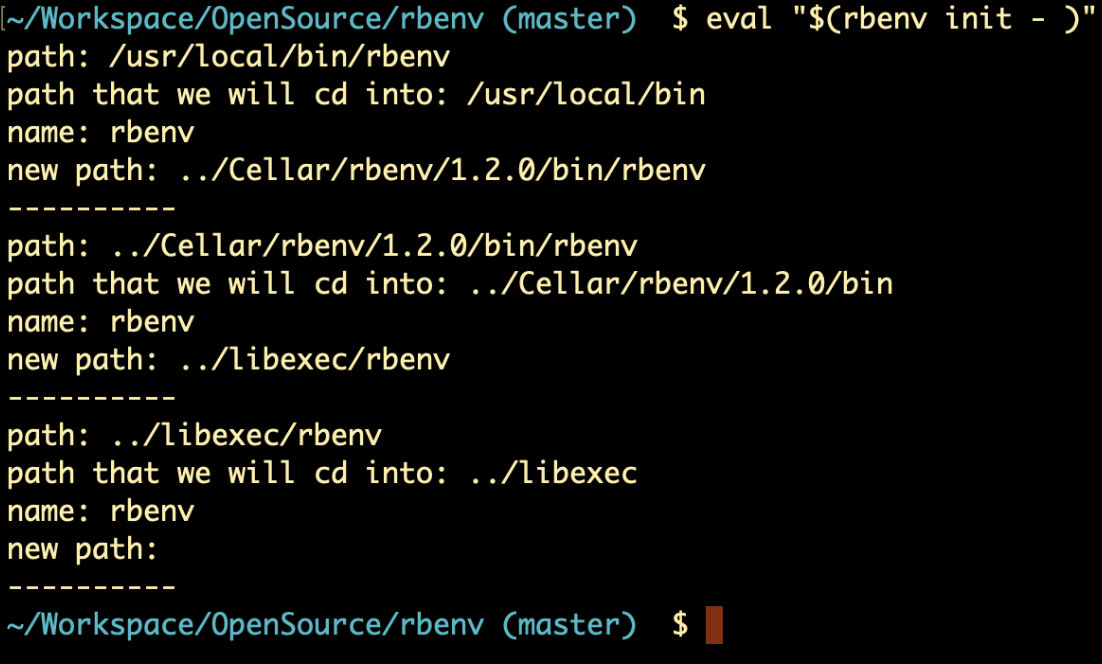 [~/Workspace/OpenSource/rbenv (master)  $ eval "$(rbenv init - )"
path: /usr/local/bin/rbenv
path that we will cd into: /usr/local/bin
name: rbenv
new path: ../Cellar/rbenv/1.2.0/bin/rbenv
----------
path: ../Cellar/rbenv/1.2.0/bin/rbenv
path that we will cd into: ../Cellar/rbenv/1.2.0/bin
name: rbenv
new path: ../libexec/rbenv
----------
path: ../libexec/rbenv
path that we will cd into: ../libexec
name: rbenv
new path:
----------
~/Workspace/OpenSource/rbenv (master)  $